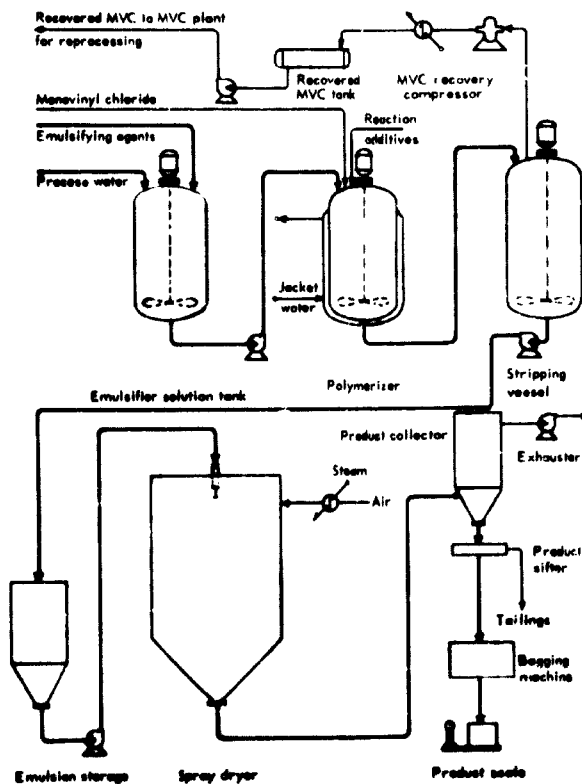 Recovered MVC to MVC plant
for reprocessing
Recovered
MVC tank
MVC recovery
compressor
Monovinyl chloride
Reaction
additives
Emulsifying agents
Process water
Jacket
water
Stripping
vessel
Polymerizer
Emulsifier solution tank
Product collector
Exhauster
Steam
Air
Product
sifter
Tailings
Bagging
machine
Emulsion storage
Spray dryer
Product scale